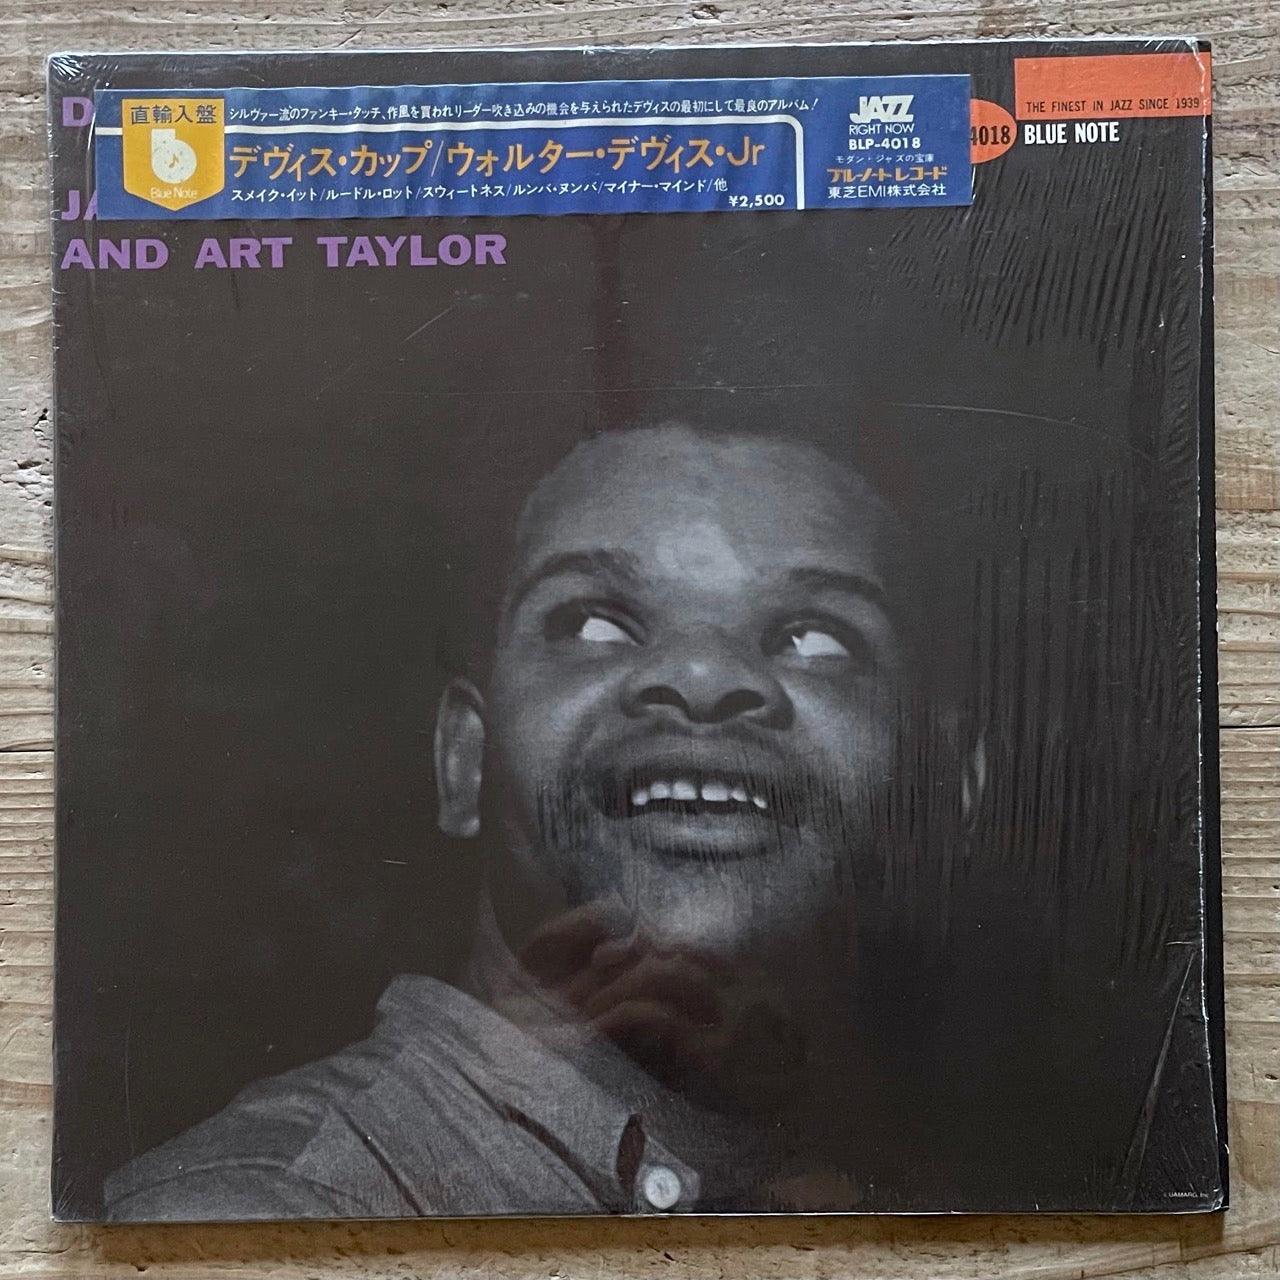 D
JA
AND ART TAYLOR
直輸入盤
Blue Note
シルヴァー流のファンキー・タッチ、作風を買われリーダー吹き込みの機会を与えられたデヴィスの最初にして最良のアルバム!
デヴィス・カップ/ウォルター・デヴィス・Jr
スメイク・イット/ルードル・ロット/スウィートネス/ルンバ・ヌンバ/マイナー・マインド/他
¥2,500
JAZZ
RIGHT NOW
BLP-4018
モダン・ジャズの宝庫
ブルーノートレコード
東芝EMI株式会社
THE FINEST IN JAZZ SINCE 1939
4018 BLUE NOTE